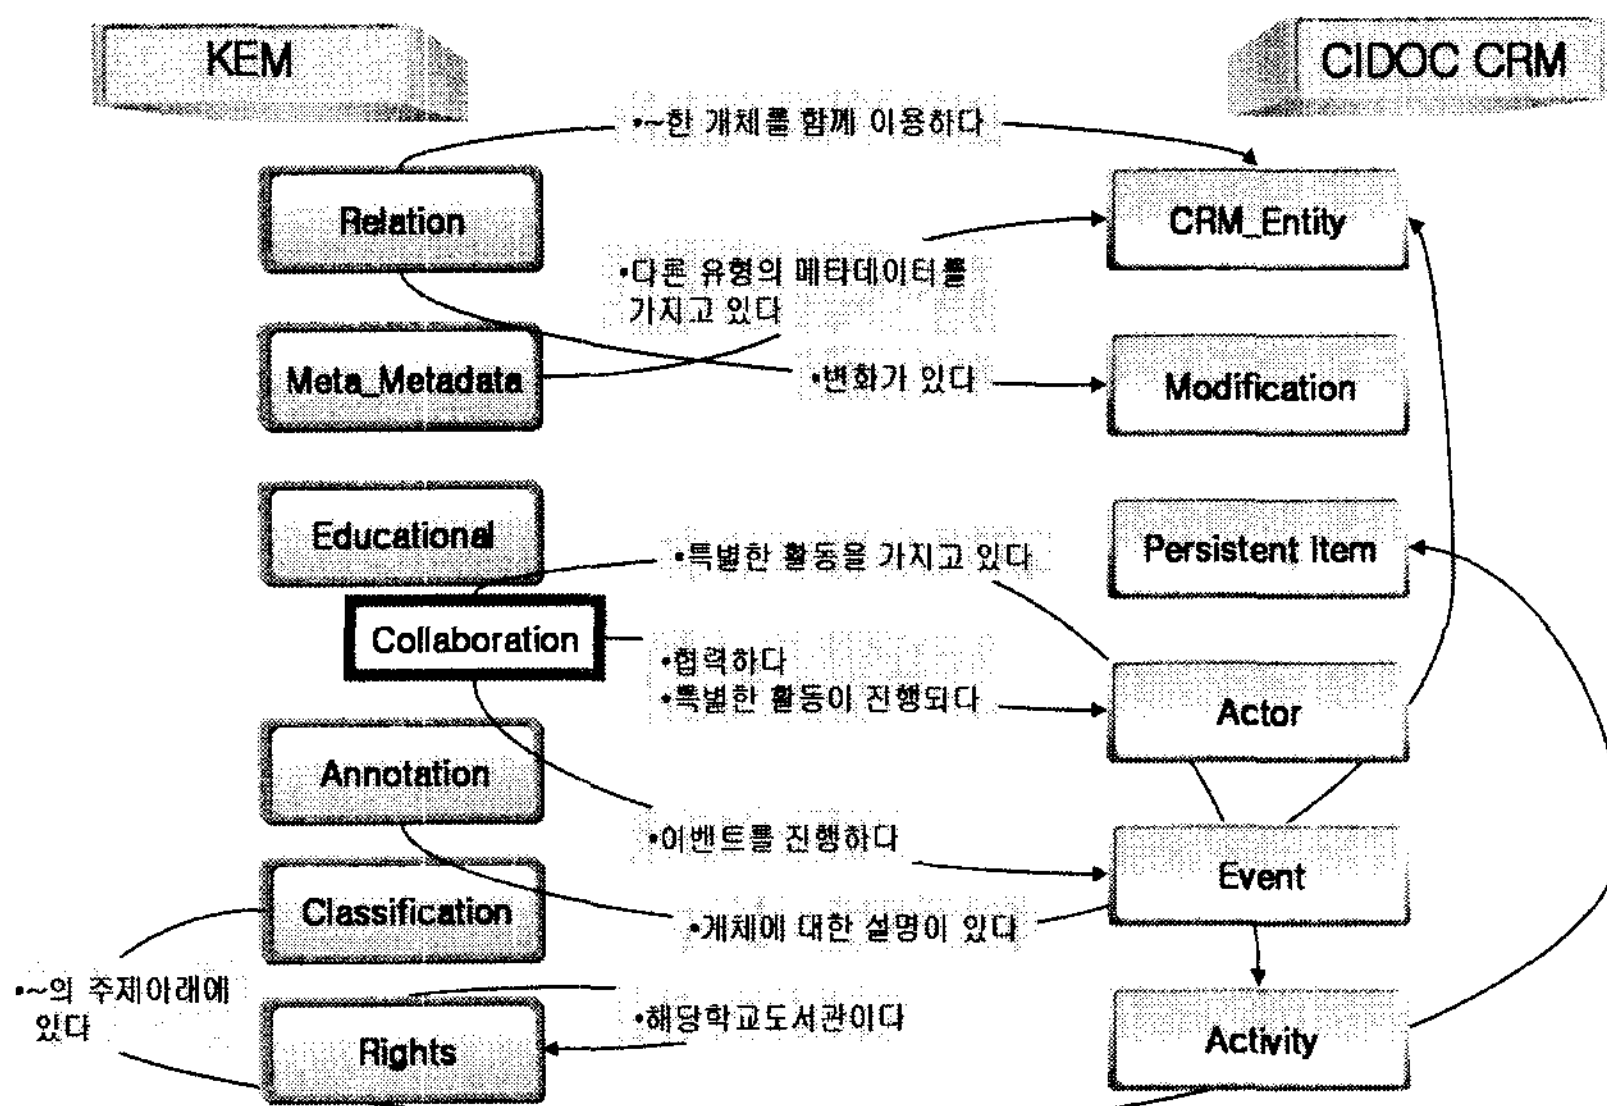 KEM
CIDOC CRM
•~한 개체를 함께 이용하다
Relation
CRM_Entity
•다른 유형의 메타데이터를
가지고 있다
Meta_Metadata
•변화가 있다
Modification
Educational
•특별한 활동을 가지고 있다
Persistent Item
Collaboration
•협력하다
•특별한 활동이 진행되다
Actor
Annotation
•이벤트를 진행하다
Event
Classification
•개체에 대한 설명이 있다
•~의 주제아래에
있다
•해당학교도서관이다
Rights
Activity